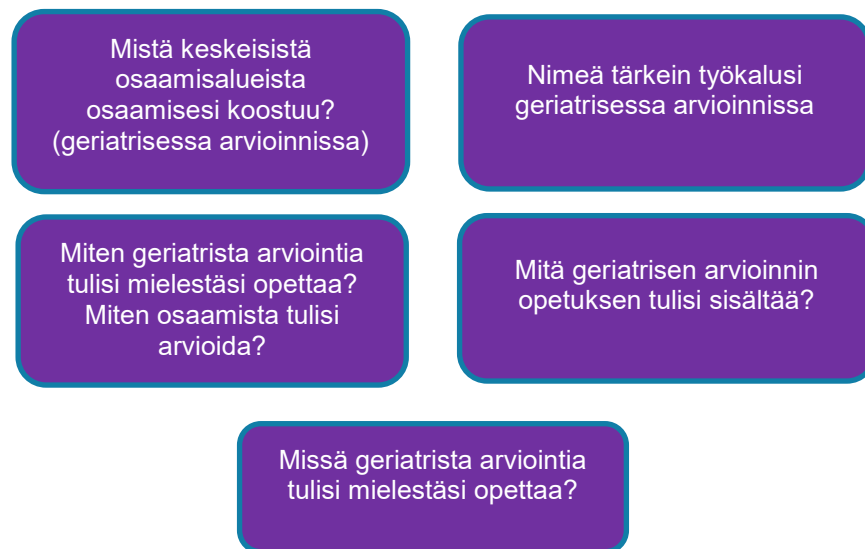 Mistä keskeisistä
osaamisalueista
osaamisesi koostuu?
(geriatrisessa arvioinnissa)
Nimeä tärkein työkalusi
geriatrisessa arvioinnissa
Miten geriatrista arviointia
tulisi mielestäsi opettaa?
Miten osaamista tulisi
arvioida?
Mitä geriatrisen arvioinnin
opetuksen tulisi sisältää?
Missä geriatrista arviointia
tulisi mielestäsi opettaa?